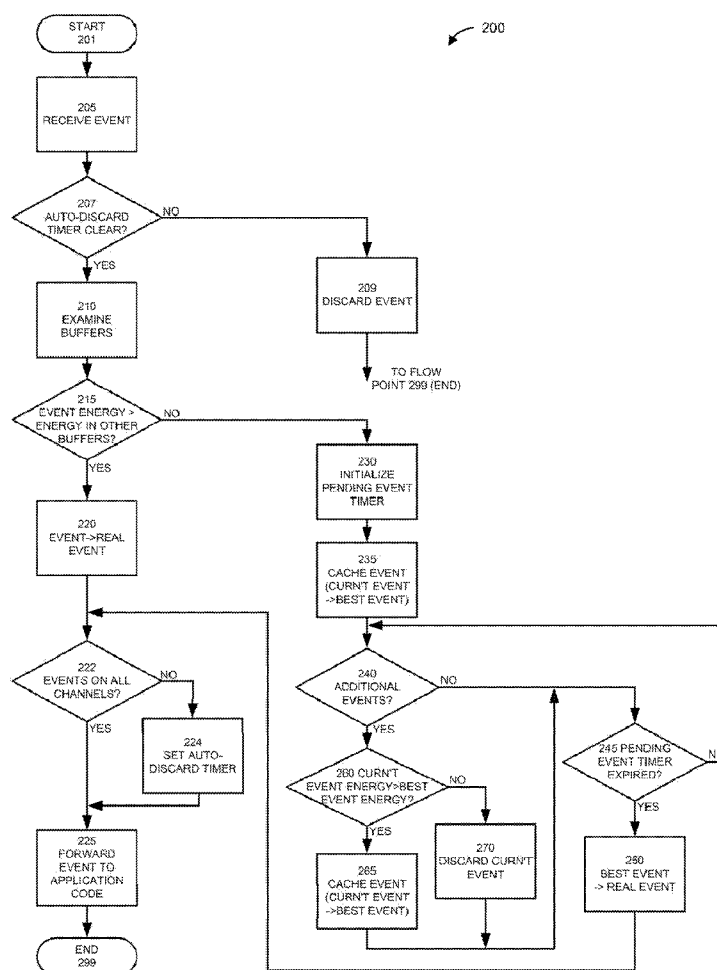 START
201
200
205
RECEIVE EVENT
207
AUTO-DISCARD
TIMER CLEAR?
NO
YES
209
DISCARD EVENT
210
EXAMINE
BUFFERS
TO FLOW
POINT 299 (END)
215
EVENT ENERGY >
ENERGY IN OTHER
BUFFERS?
NO
YES
230
INITIALIZE
PENDING EVENT
TIMER
220
EVENT->REAL
EVENT
235
CACHE EVENT
(CURN'T EVENT
->BEST EVENT)
222
EVENTS ON ALL
CHANNELS?
NO
YES
240
ADDITIONAL
EVENTS?
NO
YES
224
SET AUTO-
DISCARD TIMER
245 PENDING
EVENT TIMER
EXPIRED?
N
YES
260 CURN'T
EVENT ENERGY>BEST
EVENT ENERGY?
NO
YES
225
FORWARD
EVENT TO
APPLICATION
CODE
270
DISCARD CURN'T
EVENT
265
CACHE EVENT
(CURN'T EVENT
->BEST EVENT)
260
BEST EVENT
-> REAL EVENT
END
299